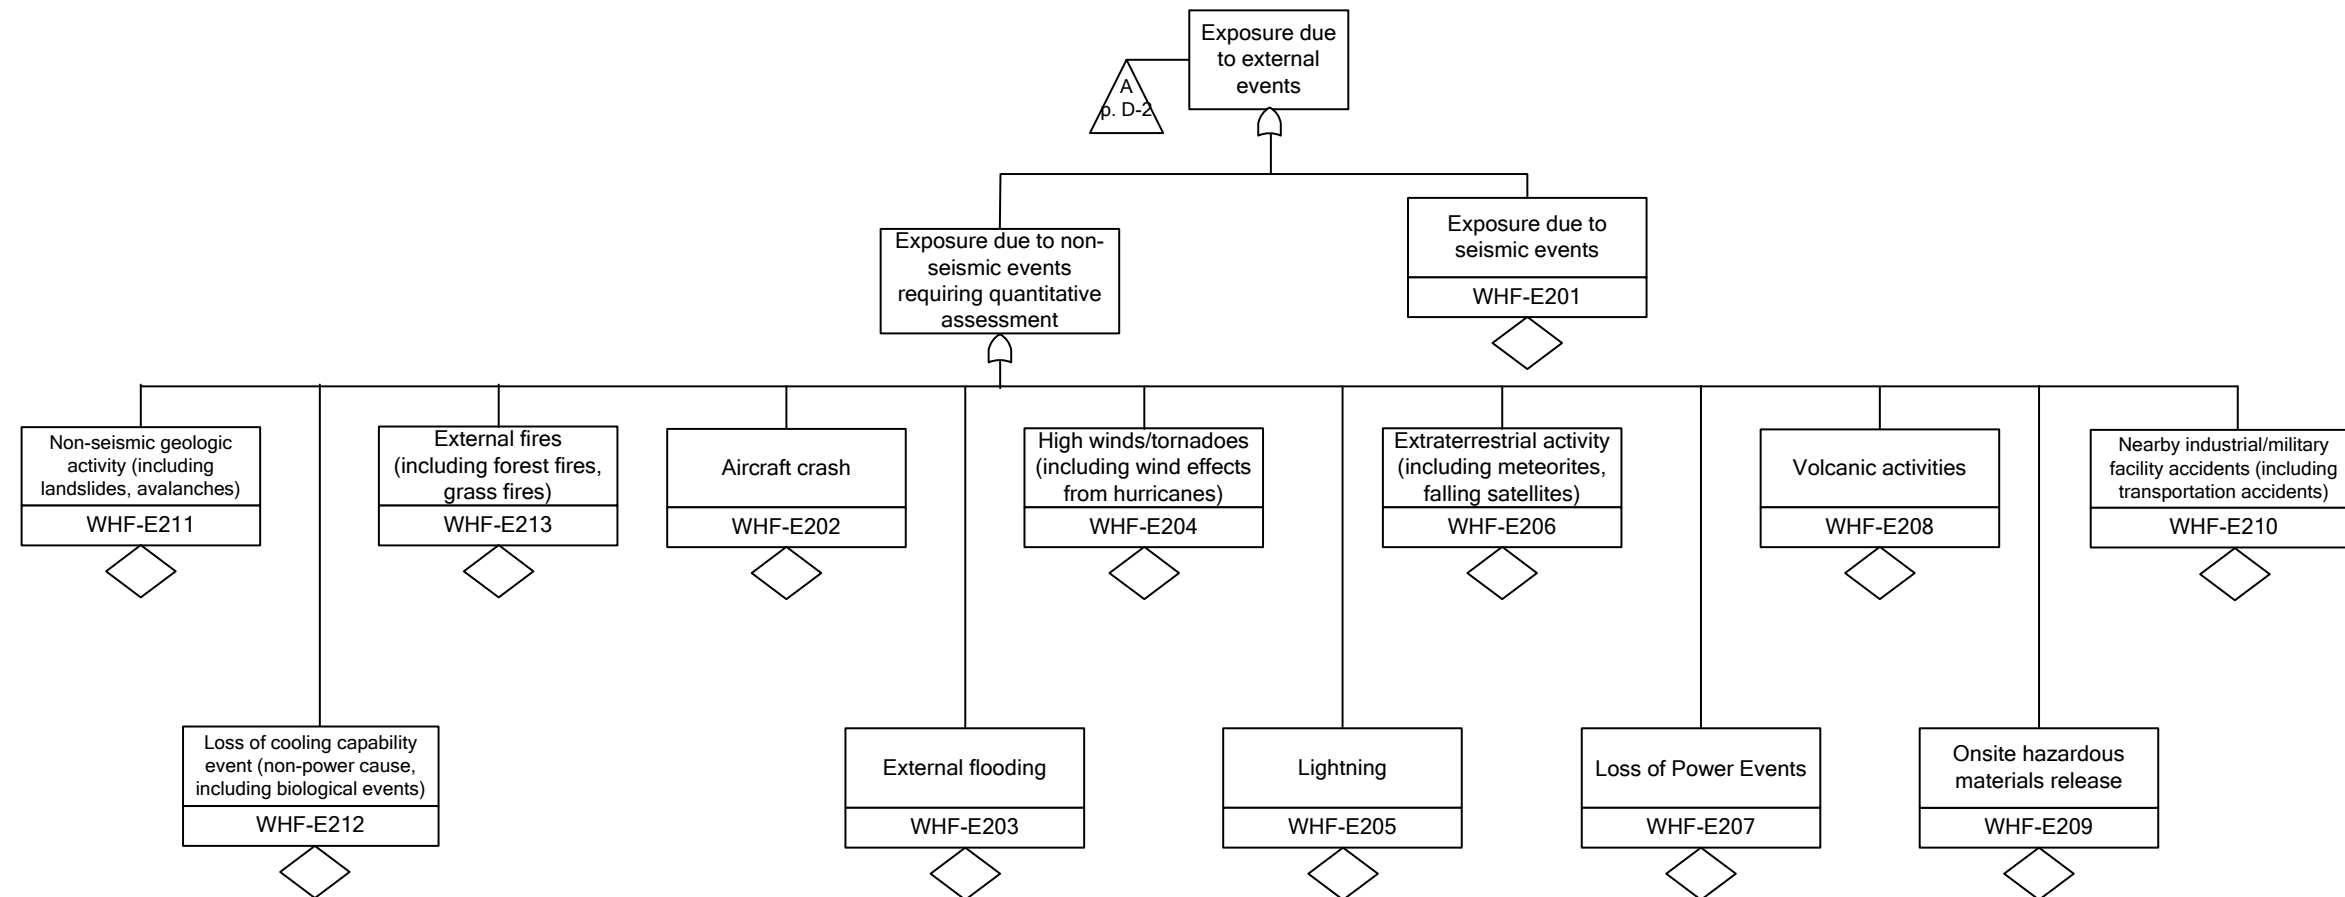 Exposure due
to external
events
A
p. D-2
Exposure due to non-
seismic events
requiring quantitative
assessment
Exposure due to
seismic events
WHF-E201
Non-seismic geologic
activity (including
landslides, avalanches)
WHF-E211
External fires
(including forest fires,
grass fires)
WHF-E213
Aircraft crash
WHF-E202
High winds/tornadoes
(including wind effects
from hurricanes)
WHF-E204
Extraterrestrial activity
(including meteorites,
falling satellites)
WHF-E206
Volcanic activities
WHF-E208
Nearby industrial/military
facility accidents (including
transportation accidents)
WHF-E210
Loss of cooling capability
event (non-power cause,
including biological events)
WHF-E212
External flooding
WHF-E203
Lightning
WHF-E205
Loss of Power Events
WHF-E207
Onsite hazardous
materials release
WHF-E209